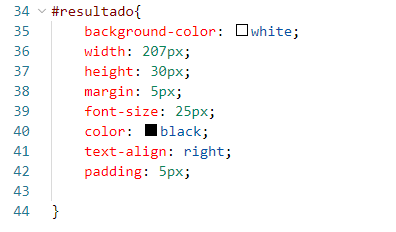 34 #resultado{
35 background-color: white;
36 width: 207px;
37 height: 30px;
38 margin: 5px;
39 font-size: 25px;
40 color: black;
41 text-align: right;
42 padding: 5px;
43
44 }